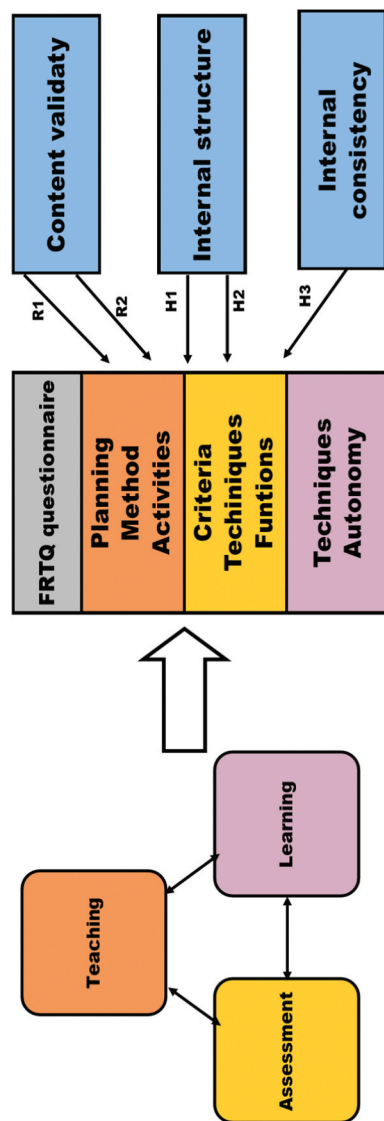 Teaching
Assessment
Learning
FRTQ questionnaire
Planning
Method
Activities
Criteria
Techiniques
Funtions
Techniques
Autonomy
R1
R2
H1
H2
H3
Content validaty
Internal structure
Internal
consistency